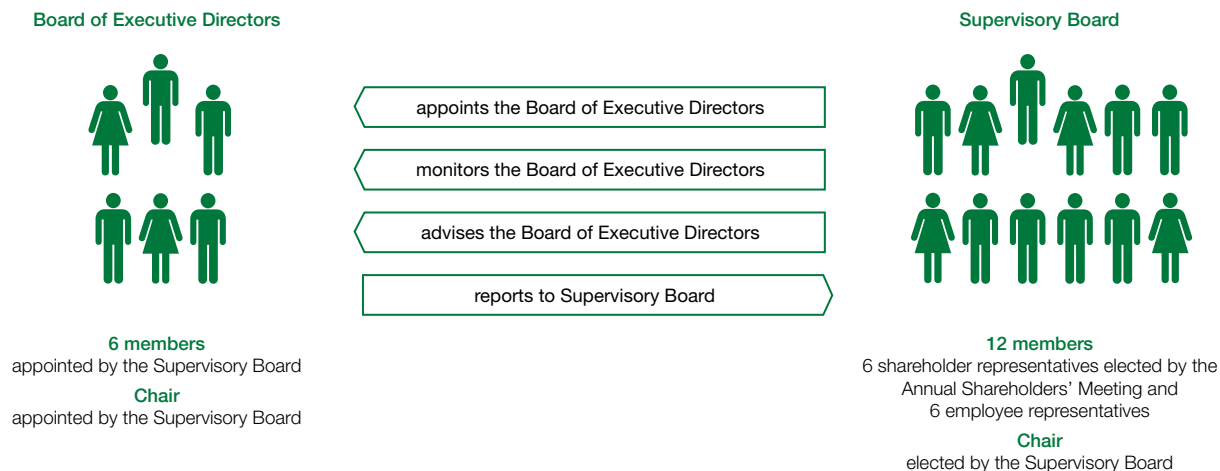 Board of Executive Directors
Supervisory Board
appoints the Board of Executive Directors
monitors the Board of Executive Directors
advises the Board of Executive Directors
reports to Supervisory Board
6 members
appointed by the Supervisory Board
Chair
appointed by the Supervisory Board
12 members
6 shareholder representatives elected by the
Annual Shareholders’ Meeting and
6 employee representatives
Chair
elected by the Supervisory Board